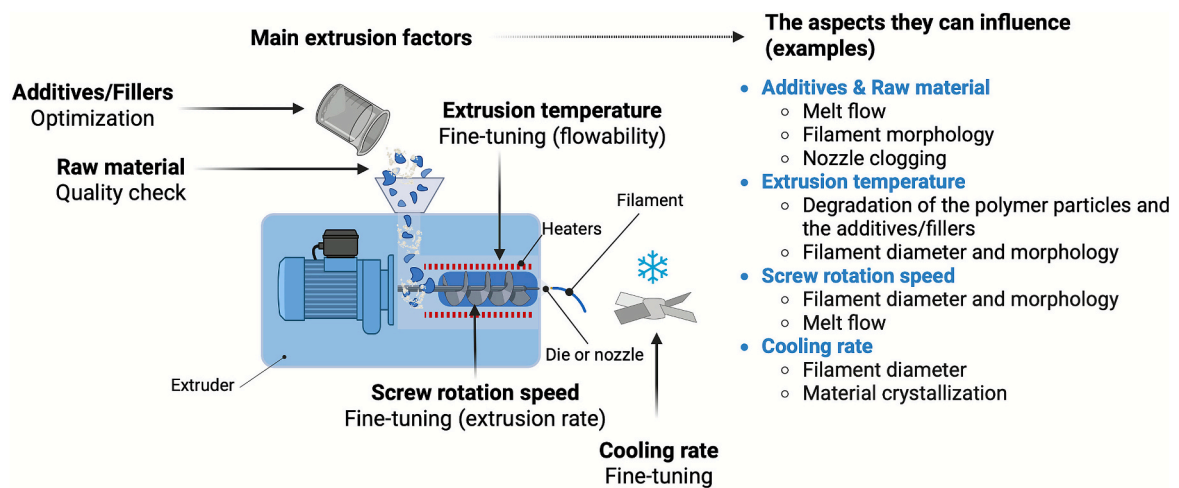 Main extrusion factors
The aspects they can influence
(examples)
Additives/Fillers
Optimization
Raw material
Quality check
Extrusion temperature
Fine-tuning (flowability)
Filament
Heaters
Die or nozzle
Extruder
Screw rotation speed
Fine-tuning (extrusion rate)
Cooling rate
Fine-tuning
• Additives & Raw material
○ Melt flow
○ Filament morphology
○ Nozzle clogging
• Extrusion temperature
○ Degradation of the polymer particles and
the additives/fillers
○ Filament diameter and morphology
• Screw rotation speed
○ Filament diameter and morphology
○ Melt flow
• Cooling rate
○ Filament diameter
○ Material crystallization